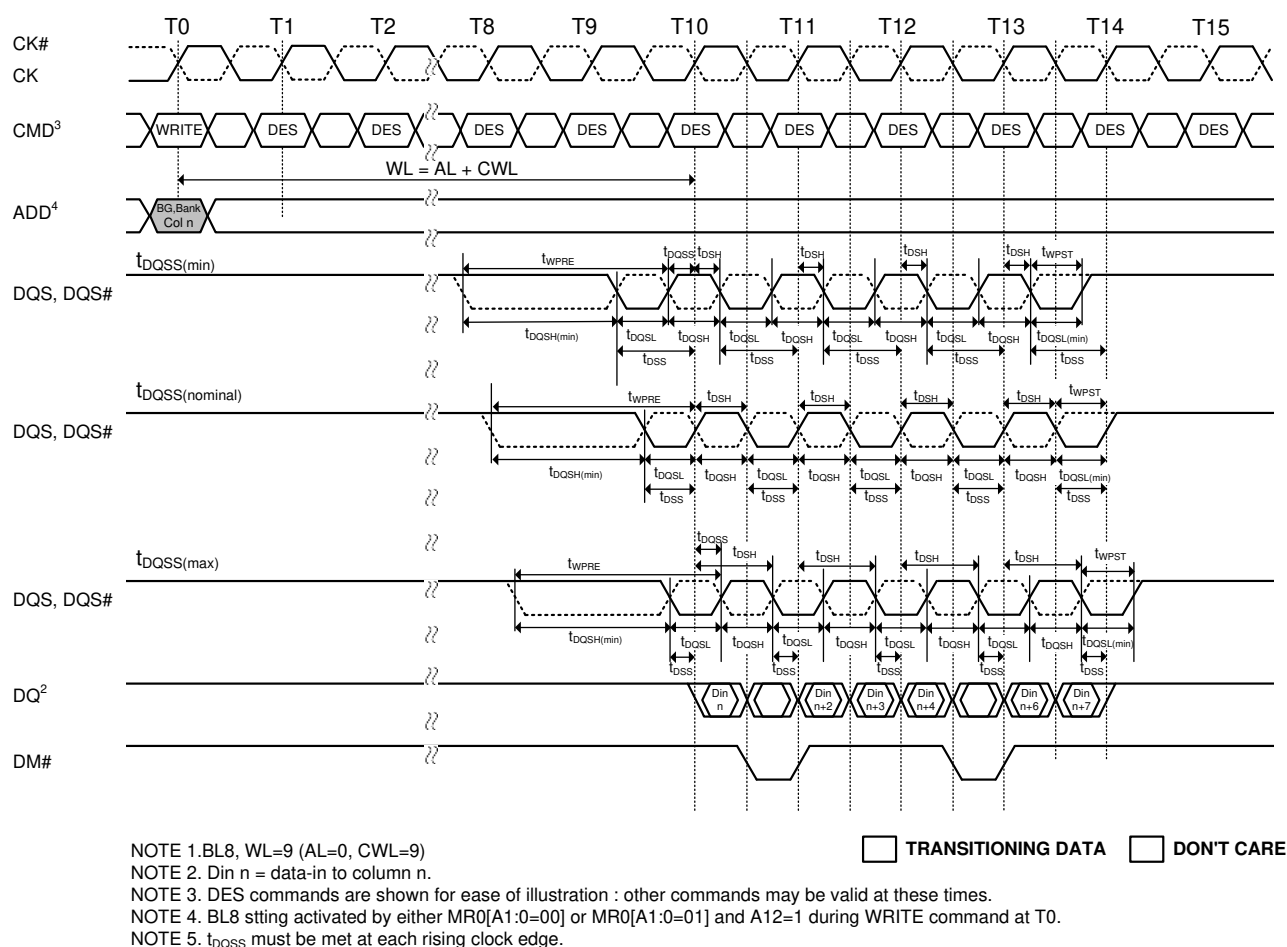 T0 T1 T2 T8 T9 T10 T11 T12 T13 T14 T15
CK#
CK
CMD3 WRITE DES DES DES DES DES DES DES DES DES DES
WL = AL + CWL
ADD4 BG,Bank
Col n
tDQSS(min) tWPRE tDQSS tDSH tDSH tDSH tDSH tWPST
DQS, DQS#
tDQSH(min) tDQSL tDQSH tDQSL tDQSH tDQSL tDQSH tDQSL tDQSH tDQSL(min)
tDSS tDSS tDSS tDSS tDSS
tDQSS(nominal) tWPRE tDSH tDSH tDSH tDSH tWPST
DQS, DQS#
tDQSH(min) tDQSL tDQSH tDQSL tDQSH tDQSL tDQSH tDQSL tDQSH tDQSL(min)
tDSS tDSS tDSS tDSS tDSS
tDQSS
tDQSS(max) tWPRE tDSH tDSH tDSH tDSH tWPST
DQS, DQS#
tDQSH(min) tDQSL tDQSH tDQSL tDQSH tDQSL tDQSH tDQSL tDQSH tDQSL(min)
tDSS tDSS tDSS tDSS tDSS
DQ2 Din Din Din Din Din Din
n n+2 n+3 n+4 n+6 n+7
DM#
TRANSITIONING DATA DON'T CARE
NOTE 1.BL8, WL=9 (AL=0, CWL=9)
NOTE 2. Din n = data-in to column n.
NOTE 3. DES commands are shown for ease of illustration : other commands may be valid at these times.
NOTE 4. BL8 stting activated by either MR0[A1:0=00] or MR0[A1:0=01] and A12=1 during WRITE command at T0.
NOTE 5. tDQSS must be met at each rising clock edge.